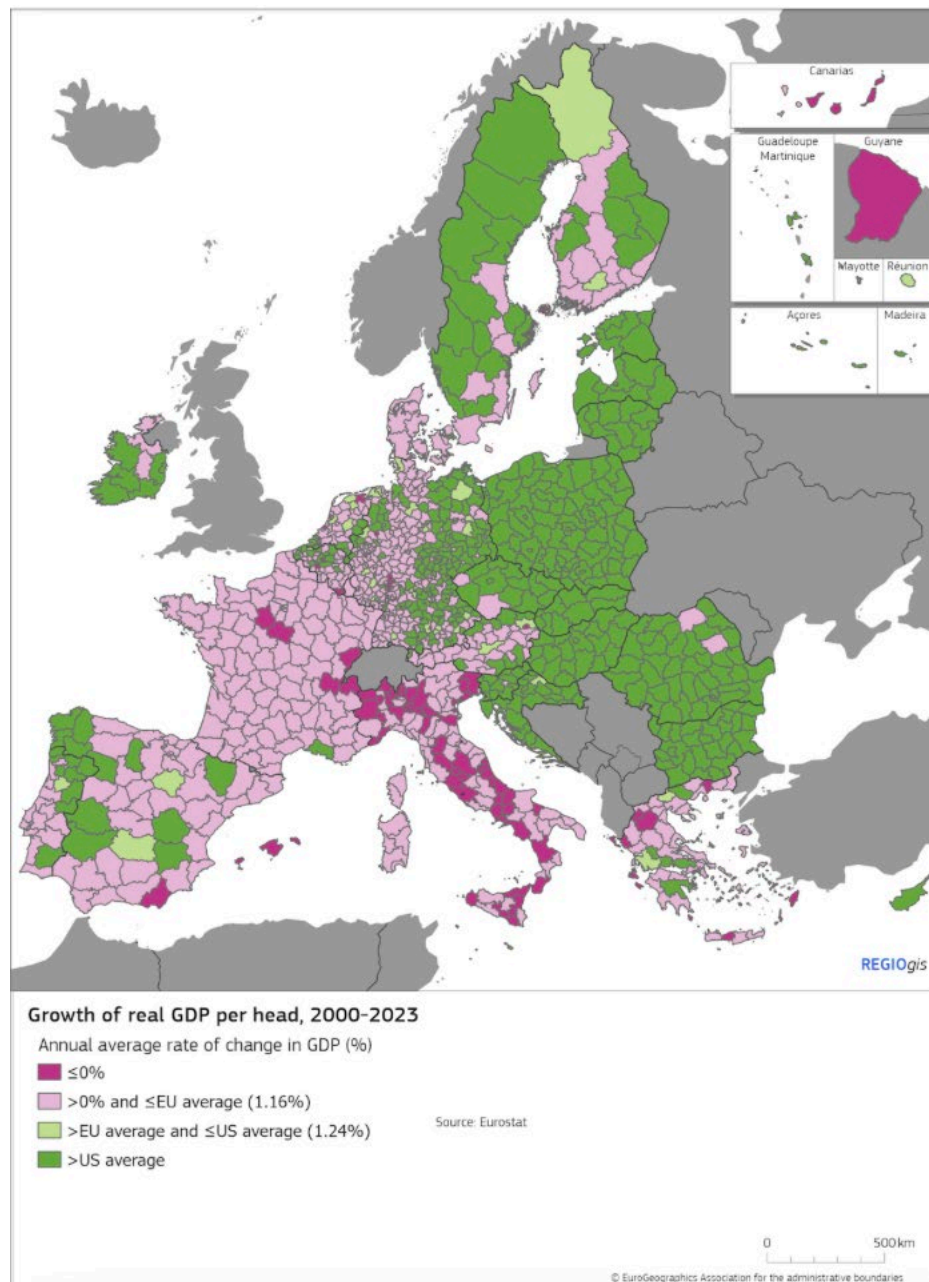 Canarias
Guadeloupe
Martinique
Guyane
Mayotte
Réunion
Açores
Madeira
REGIOgis
Growth of real GDP per head, 2000-2023
Annual average rate of change in GDP (%)
≤0%
>0% and ≤EU average (1.16%)
>EU average and ≤US average (1.24%)
>US average
Source: Eurostat
0 500 km
© EuroGeographics Association for the administrative boundaries